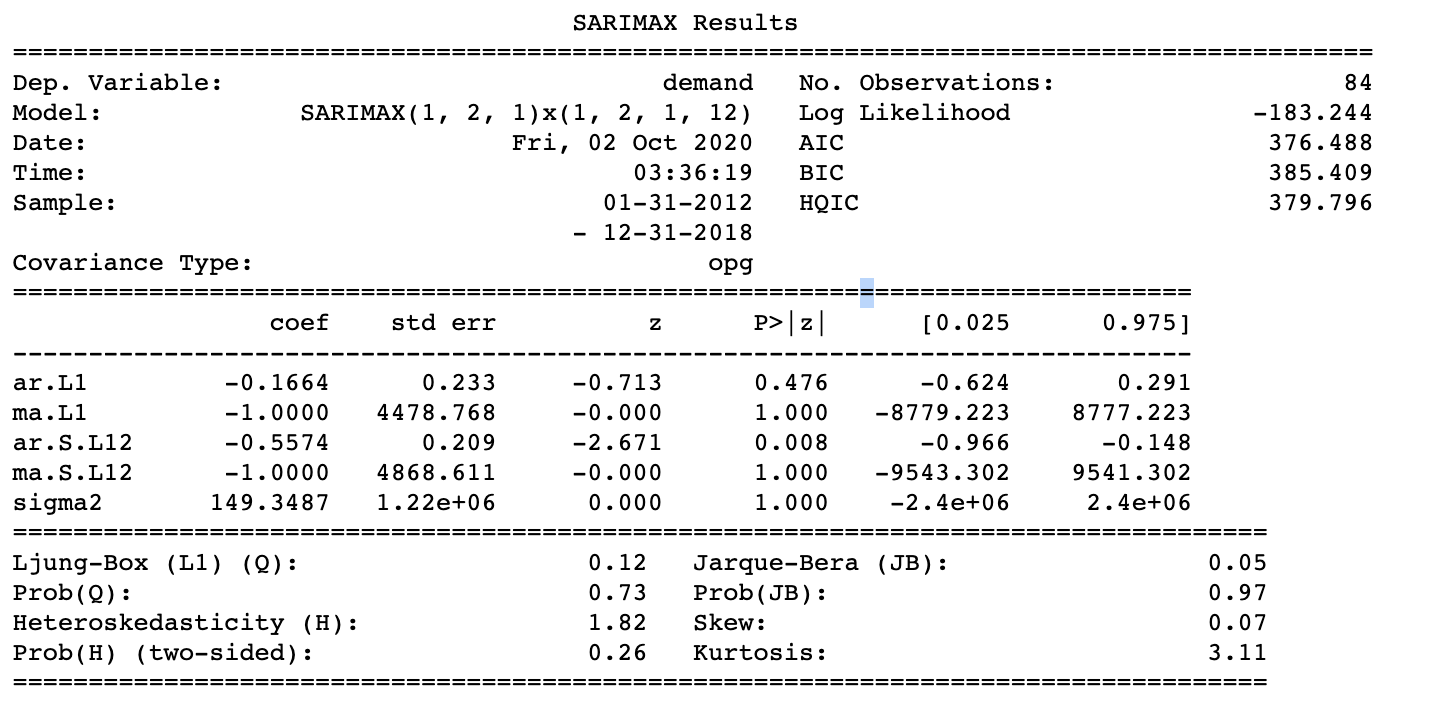 SARIMAX Results
==========================================================================================
Dep. Variable: demand No. Observations: 84
Model: SARIMAX(1, 2, 1)x(1, 2, 1, 12) Log Likelihood -183.244
Date: Fri, 02 Oct 2020 AIC 376.488
Time: 03:36:19 BIC 385.409
Sample: 01-31-2012 HQIC 379.796
- 12-31-2018
Covariance Type: opg
==============================================================================
coef std err z P>|z| [0.025 0.975]
------------------------------------------------------------------------------
ar.L1 -0.1664 0.233 -0.713 0.476 -0.624 0.291
ma.L1 -1.0000 4478.768 -0.000 1.000 -8779.223 8777.223
ar.S.L12 -0.5574 0.209 -2.671 0.008 -0.966 -0.148
ma.S.L12 -1.0000 4868.611 -0.000 1.000 -9543.302 9541.302
sigma2 149.3487 1.22e+06 0.000 1.000 -2.4e+06 2.4e+06
===================================================================================
Ljung-Box (L1) (Q): 0.12 Jarque-Bera (JB): 0.05
Prob(Q): 0.73 Prob(JB): 0.97
Heteroskedasticity (H): 1.82 Skew: 0.07
Prob(H) (two-sided): 0.26 Kurtosis: 3.11
===================================================================================